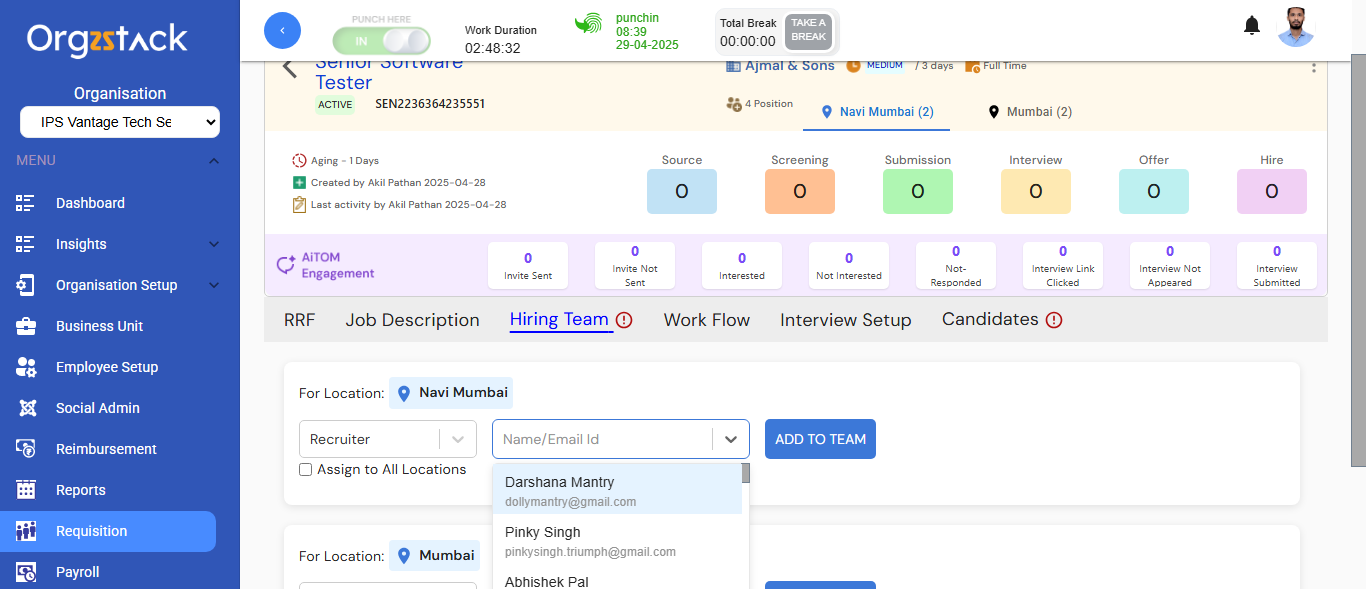 Orgzstack
Organisation
IPS Vantage Tech Se
MENU
Dashboard
Insights
Organisation Setup
Business Unit
Employee Setup
Social Admin
Reimbursement
Reports
Requisition
Payroll
PUNCH HERE
IN
Work Duration
02:48:32
punchin
08:39
29-04-2025
Total Break
00:00:00
TAKE A
BREAK
Senior Software
Tester
ACTIVE
SEN2236364235551
Ajmal & Sons
MEDIUM
/ 3 days
Full Time
4 Position
Navi Mumbai (2)
Mumbai (2)
Aging - 1 Days
Created by Akil Pathan 2025-04-28
Last activity by Akil Pathan 2025-04-28
Source
0
Screening
0
Submission
0
Interview
0
Offer
0
Hire
0
AiTOM
Engagement
0
Invite Sent
0
Invite Not
Sent
0
Interested
0
Not Interested
0
Not-
Responded
0
Interview Link
Clicked
0
Interview Not
Appeared
0
Interview
Submitted
RRF
Job Description
Hiring Team
Work Flow
Interview Setup
Candidates
For Location:
Navi Mumbai
Recruiter
Name/Email Id
ADD TO TEAM
Assign to All Locations
Darshana Mantry
dollymantry@gmail.com
Pinky Singh
pinkysingh.triumph@gmail.com
Abhishek Pal
For Location:
Mumbai